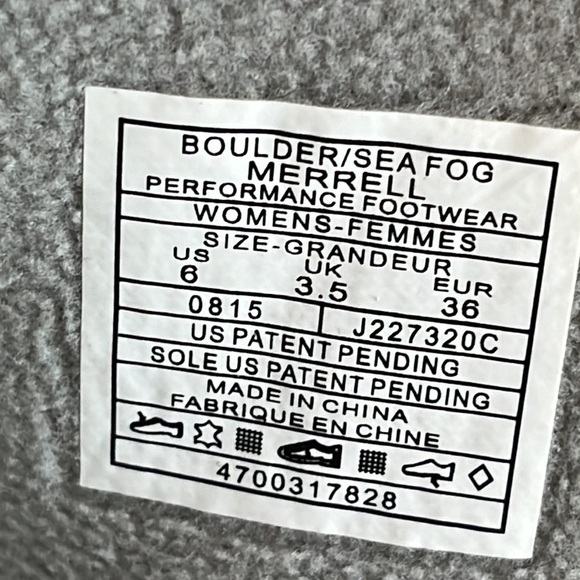 BOULDER/SEA FOG
MERRELL
PERFORMANCE FOOTWEAR
WOMENS-FEMMES
SIZE-GRANDEUR
US UK EUR
6 3.5 36
0815 J227320C
US PATENT PENDING
SOLE US PATENT PENDING
MADE IN CHINA
FABRIQUE EN CHINE
4700317828